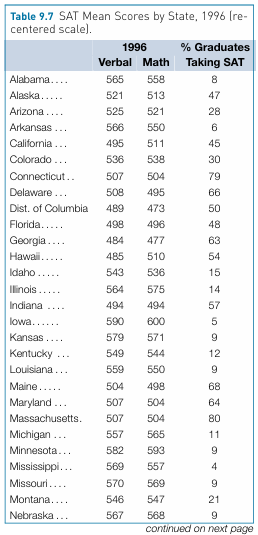 Table 9.7 SAT Mean Scores by State, 1996 (re-
centered scale).
1996 % Graduates
Verbal Math Taking SAT
Alabama.... 565 558 8
Alaska..... 521 513 47
Arizona .... 525 521 28
Arkansas ... 566 550 6
California ... 495 511 45
Colorado ... 536 538 30
Connecticut.. 507 504 79
Delaware ... 508 495 66
Dist. of Columbia 489 473 50
Florida..... 498 496 48
Georgia .... 484 477 63
Hawaii..... 485 510 54
Idaho ..... 543 536 15
Illinois ..... 564 575 14
Indiana .... 494 494 57
Iowa...... 590 600 5
Kansas .... 579 571 9
Kentucky ... 549 544 12
Louisiana ... 559 550 9
Maine ..... 504 498 68
Maryland ... 507 504 64
Massachusetts. 507 504 80
Michigan ... 557 565 11
Minnesota... 582 593 9
Mississippi... 569 557 4
Missouri.... 570 569 9
Montana.... 546 547 21
Nebraska ... 567 568 9
continued on next page